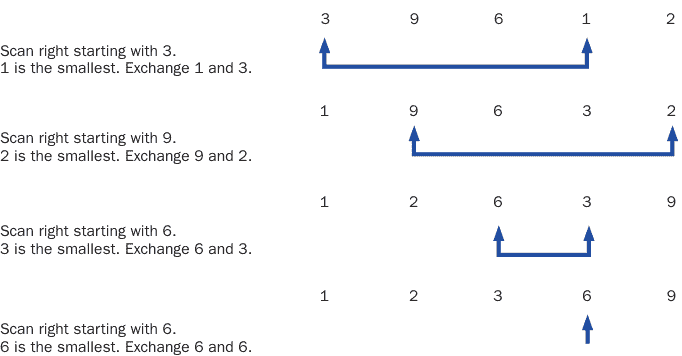 3 9 6 1 2
Scan right starting with 3.
1 is the smallest. Exchange 1 and 3.
1 9 6 3 2
Scan right starting with 9.
2 is the smallest. Exchange 9 and 2.
1 2 6 3 9
Scan right starting with 6.
3 is the smallest. Exchange 6 and 3.
1 2 3 6 9
Scan right starting with 6.
6 is the smallest. Exchange 6 and 6.